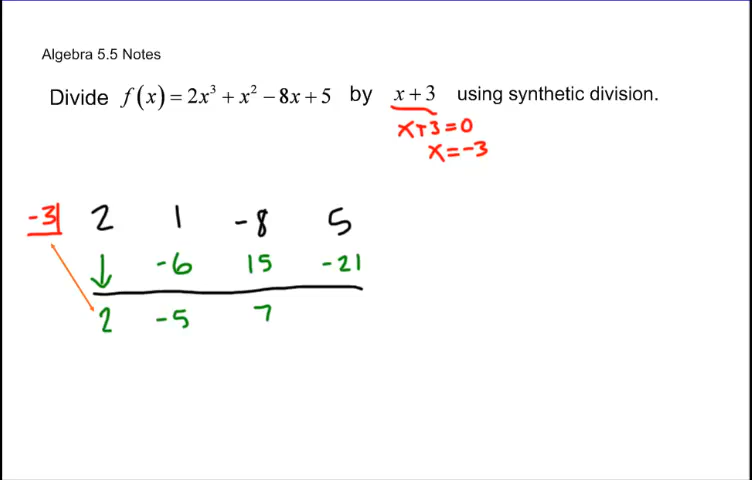 Algebra 5.5 Notes
Divide f(x) = 2x³ + x² − 8x + 5 by x + 3 using synthetic division.
x+3=0
x=-3
-3 2 1 -8 5
↓ -6 15 -21
2 -5 7